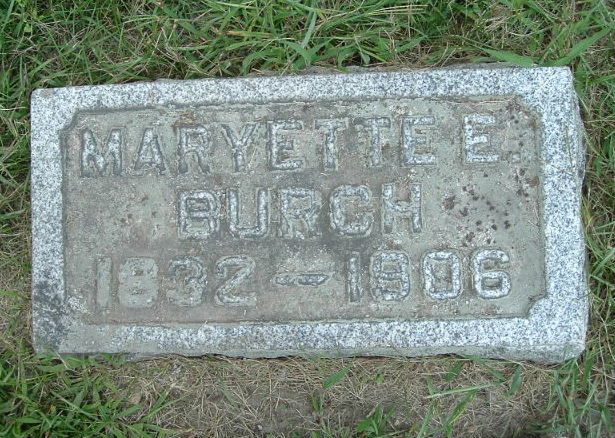 MARYETTE E.
BURCH
1832 - 1906